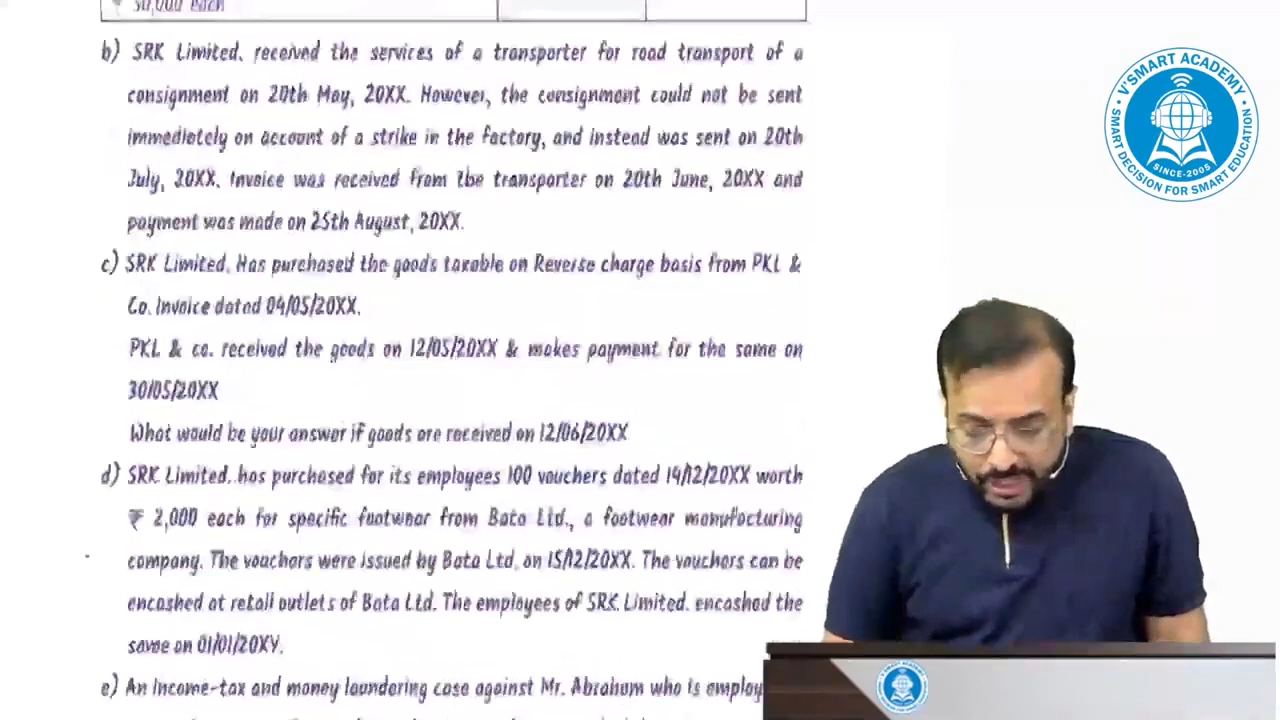 ₹ 50,000 each
b) SRK Limited. received the services of a transporter for road transport of a
consignment on 20th May, 20XX. However, the consignment could not be sent
immediately on account of a strike in the factory, and instead was sent on 20th
July, 20XX. Invoice was received from the transporter on 20th June, 20XX and
payment was made on 25th August, 20XX.
c) SRK Limited. Has purchased the goods taxable on Reverse charge basis from PKL &
Co. Invoice dated 04/05/20XX.
PKL & co. received the goods on 12/05/20XX & makes payment for the same on
30/05/20XX
What would be your answer if goods are received on 12/06/20XX
d) SRK Limited. has purchased for its employees 100 vouchers dated 14/12/20XX worth
₹ 2,000 each for specific footwear from Bata Ltd., a footwear manufacturing
company. The vouchers were issued by Bata Ltd. on 15/12/20XX. The vouchers can be
encashed at retail outlets of Bata Ltd. The employees of SRK Limited. encashed the
same on 01/01/20XY.
e) An Income-tax and money laundering case against Mr. Abraham who is employ
V'SMART ACADEMY
SMART DECISION FOR SMART EDUCATION
SINCE-2005